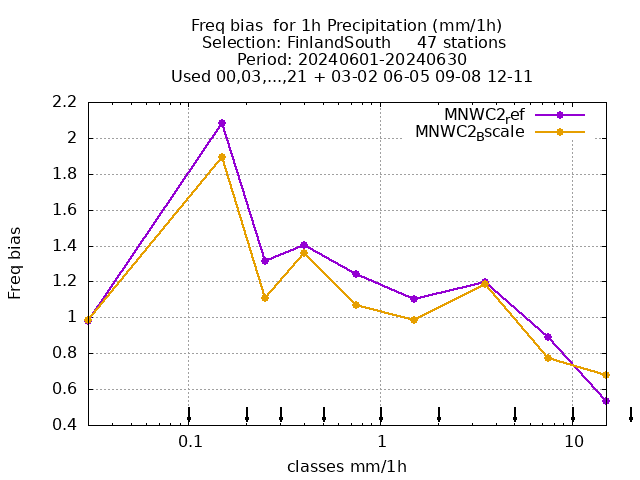 Freq bias  for 1h Precipitation (mm/1h)
Selection: FinlandSouth     47 stations
Period: 20240601-20240630
Used 00,03,...,21 + 03-02 06-05 09-08 12-11
MNWC2_ref
MNWC2_Bscale
2.2
2
1.8
1.6
1.4
1.2
1
0.8
0.6
0.4
Freq bias
0.1 1 10
classes mm/1h